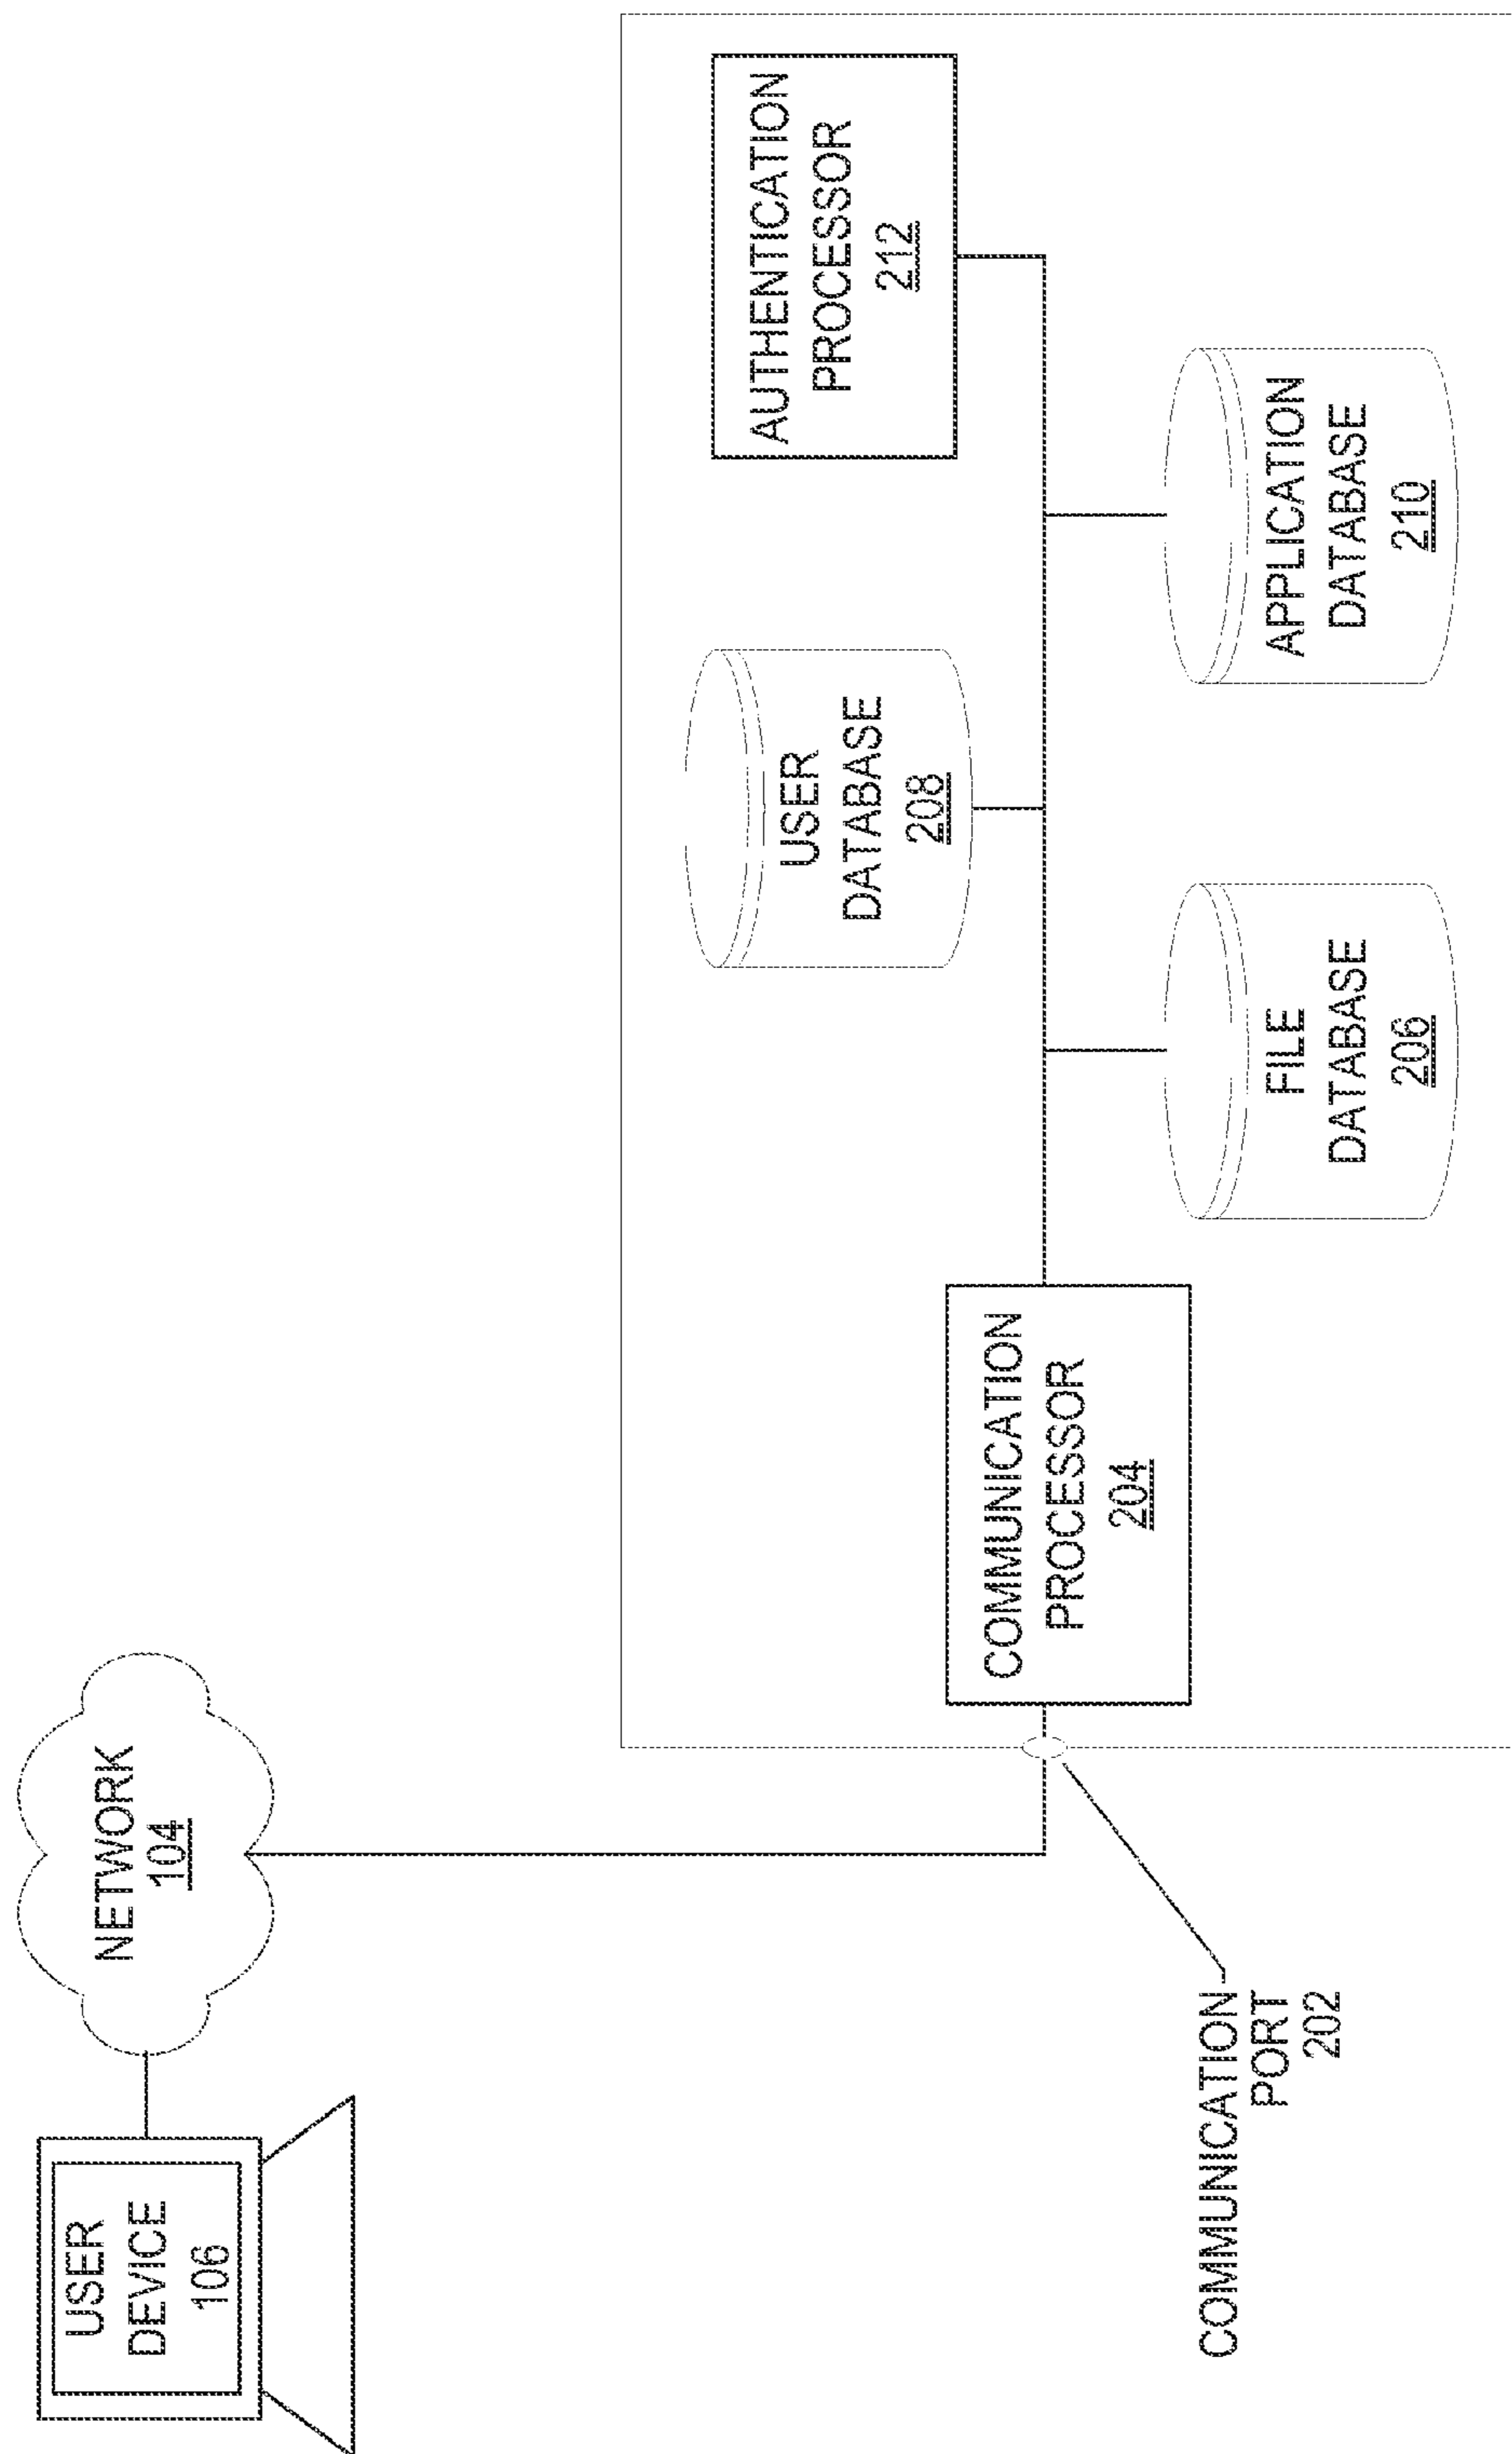 USER
DEVICE
106
NETWORK
104
COMMUNICATION
PORT
202
COMMUNICATION
PROCESSOR
204
FILE
DATABASE
206
USER
DATABASE
208
APPLICATION
DATABASE
210
AUTHENTICATION
PROCESSOR
212